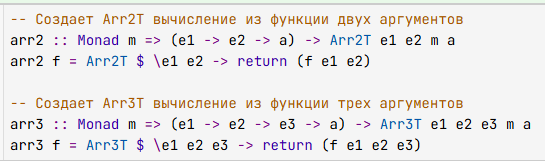 -- Создает Arr2T вычисление из функции двух аргументов
arr2 :: Monad m => (e1 -> e2 -> a) -> Arr2T e1 e2 m a
arr2 f = Arr2T $ \e1 e2 -> return (f e1 e2)
-- Создает Arr3T вычисление из функции трех аргументов
arr3 :: Monad m => (e1 -> e2 -> e3 -> a) -> Arr3T e1 e2 e3 m a
arr3 f = Arr3T $ \e1 e2 e3 -> return (f e1 e2 e3)